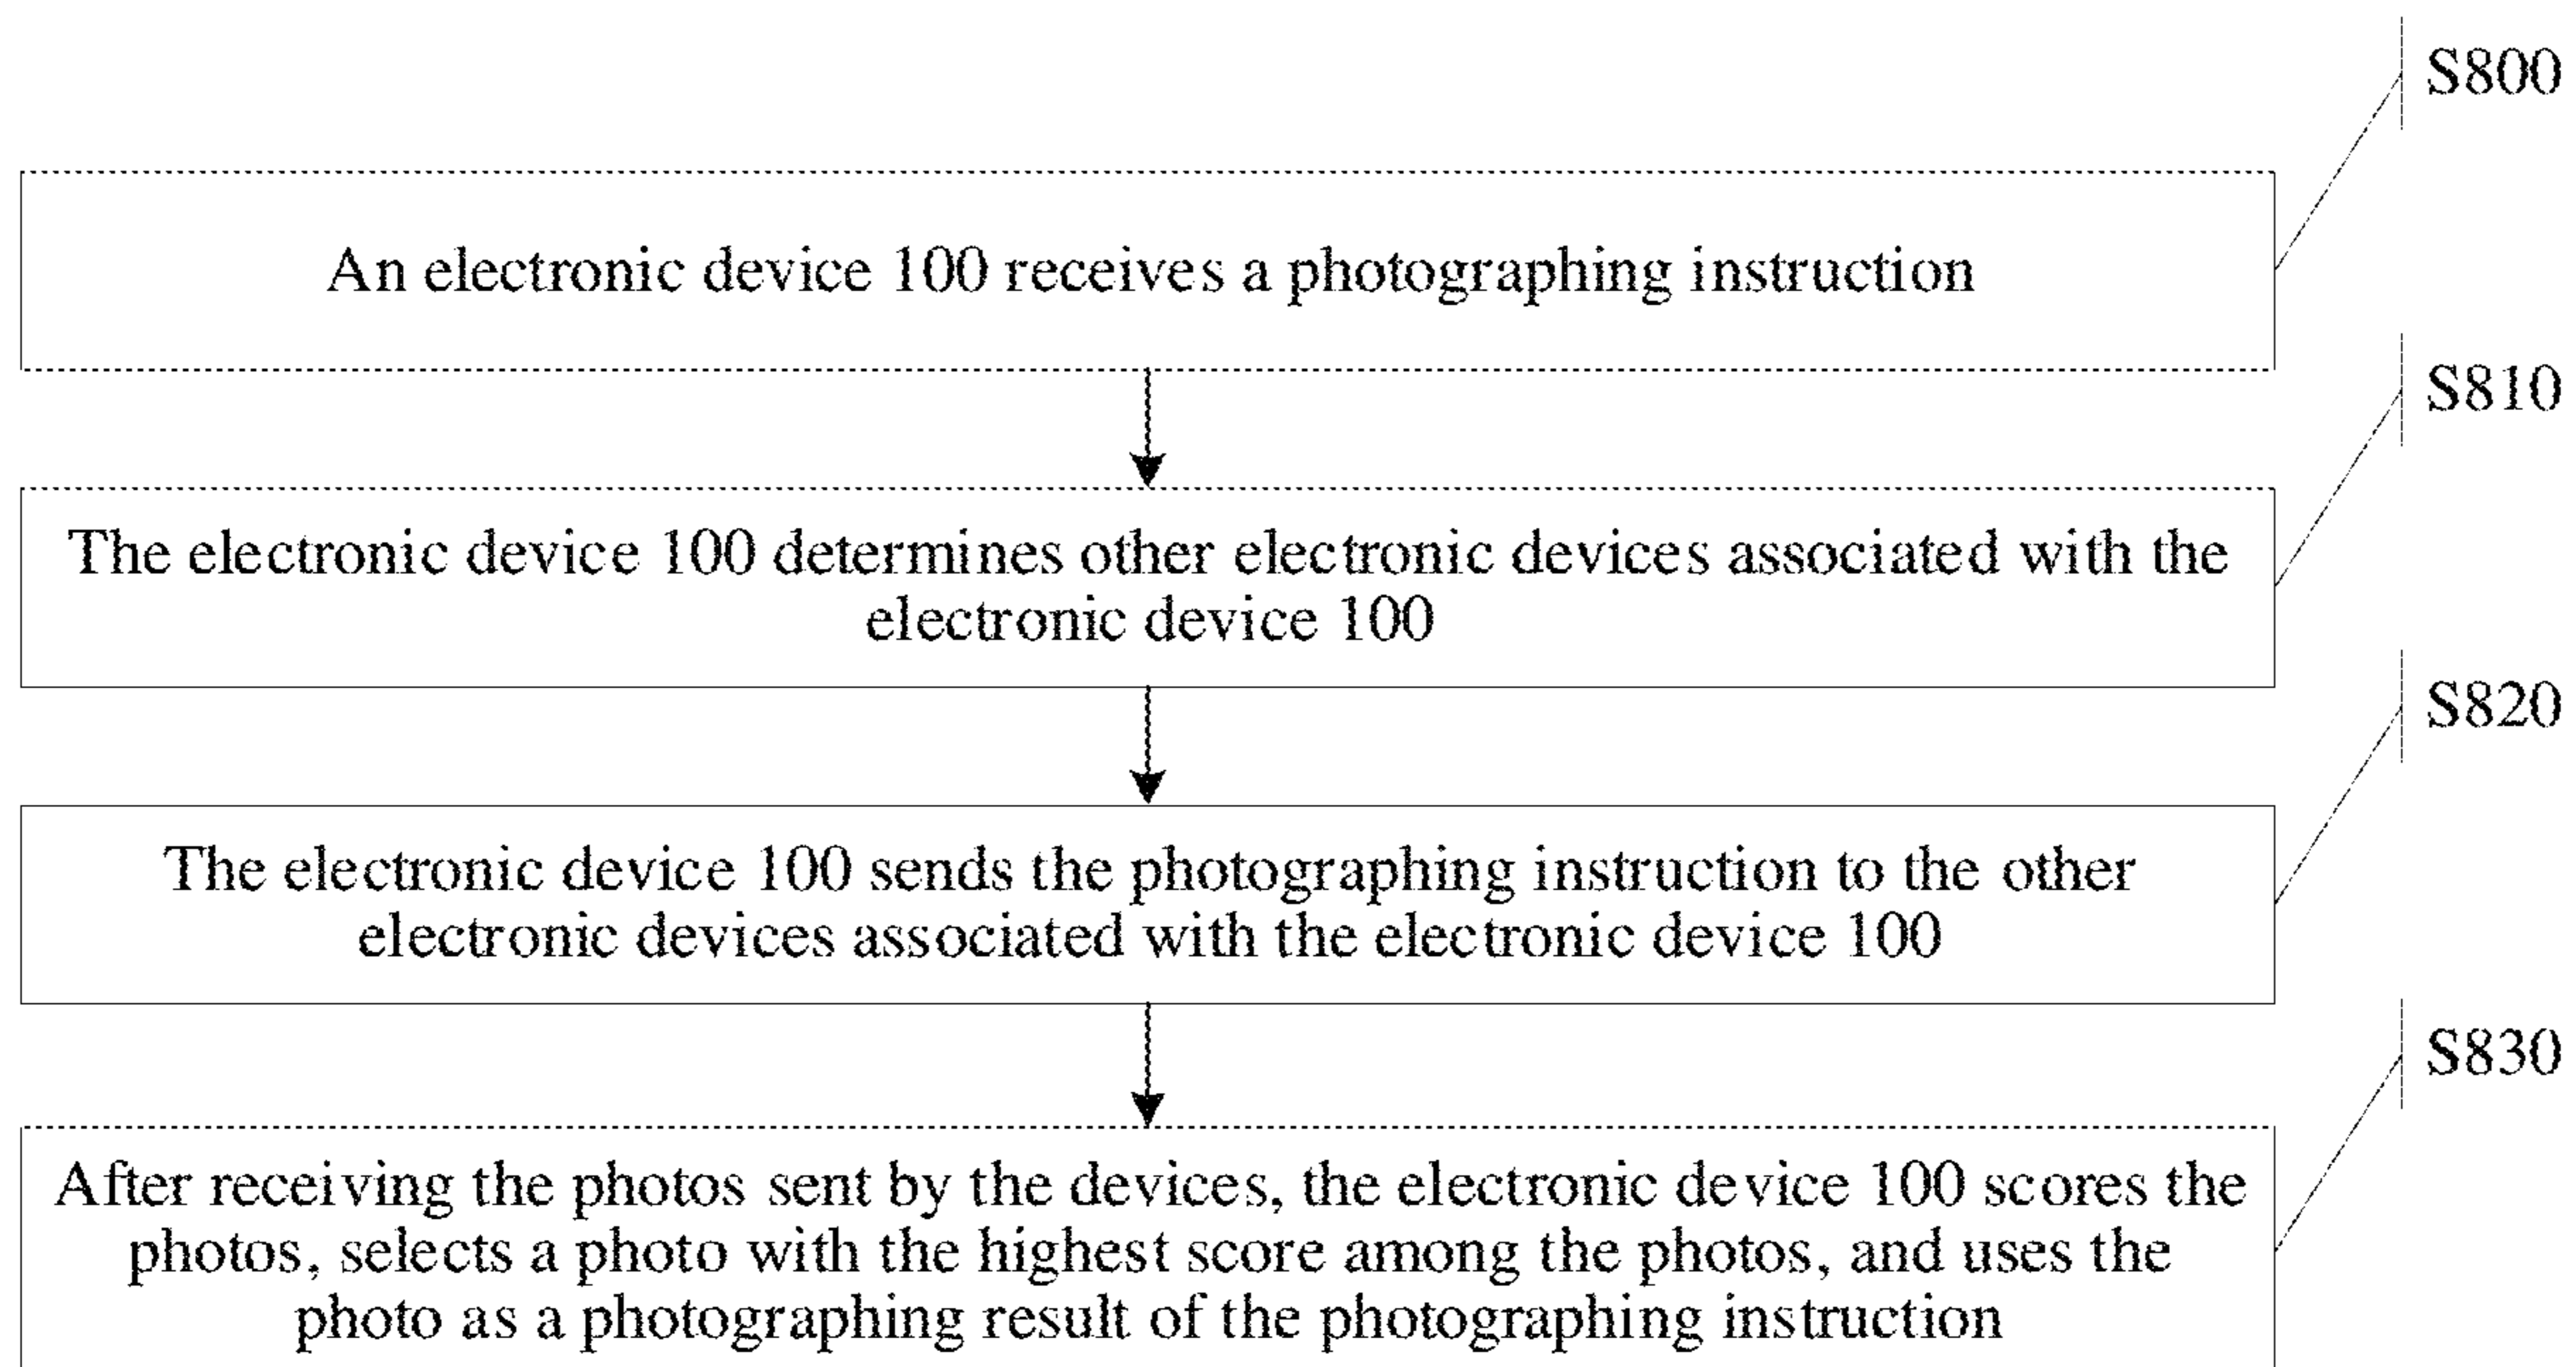 S800
An electronic device 100 receives a photographing instruction
S810
The electronic device 100 determines other electronic devices associated with the
electronic device 100
S820
The electronic device 100 sends the photographing instruction to the other
electronic devices associated with the electronic device 100
S830
After receiving the photos sent by the devices, the electronic device 100 scores the
photos, selects a photo with the highest score among the photos, and uses the
photo as a photographing result of the photographing instruction